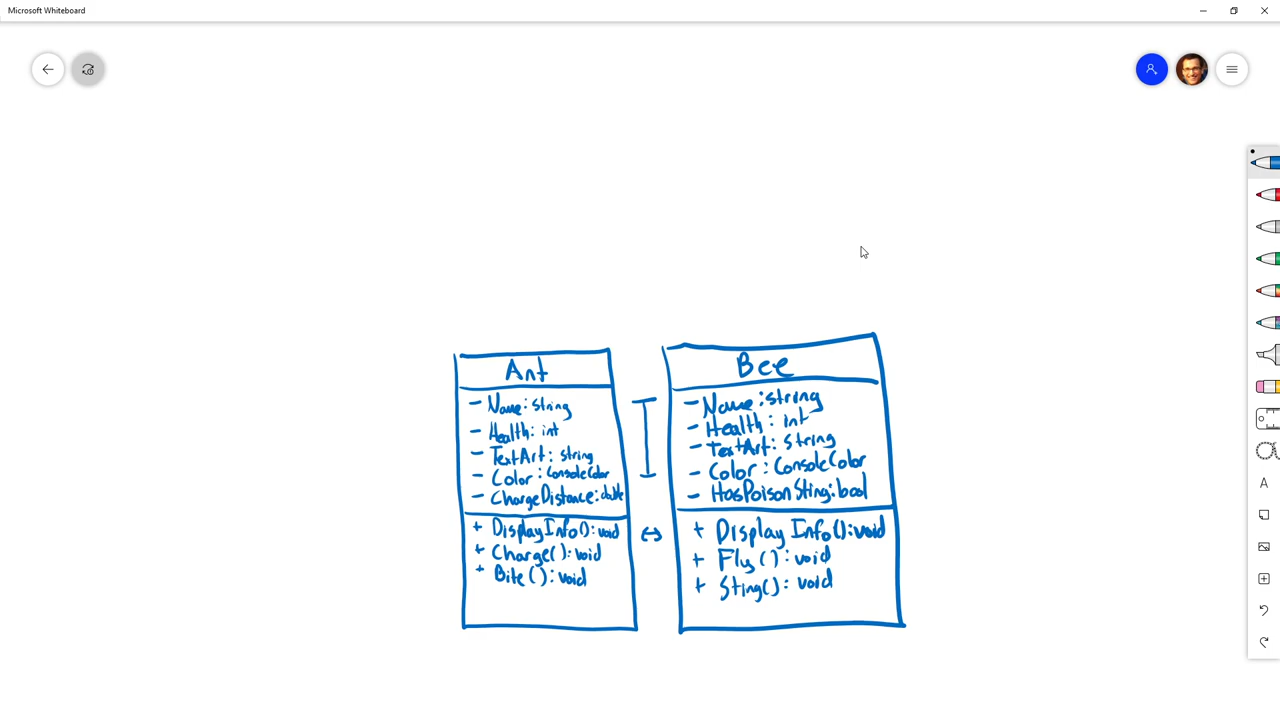 Microsoft Whiteboard
Ant
- Name: string
- Health: int
- TextArt: string
- Color: ConsoleColor
- ChargeDistance: double
+ DisplayInfo(): void
+ Charge(): void
+ Bite(): void
Bee
- Name: string
- Health: int
- TextArt: string
- Color: ConsoleColor
- HasPoisonSting: bool
+ DisplayInfo(): void
+ Fly(): void
+ Sting(): void
A